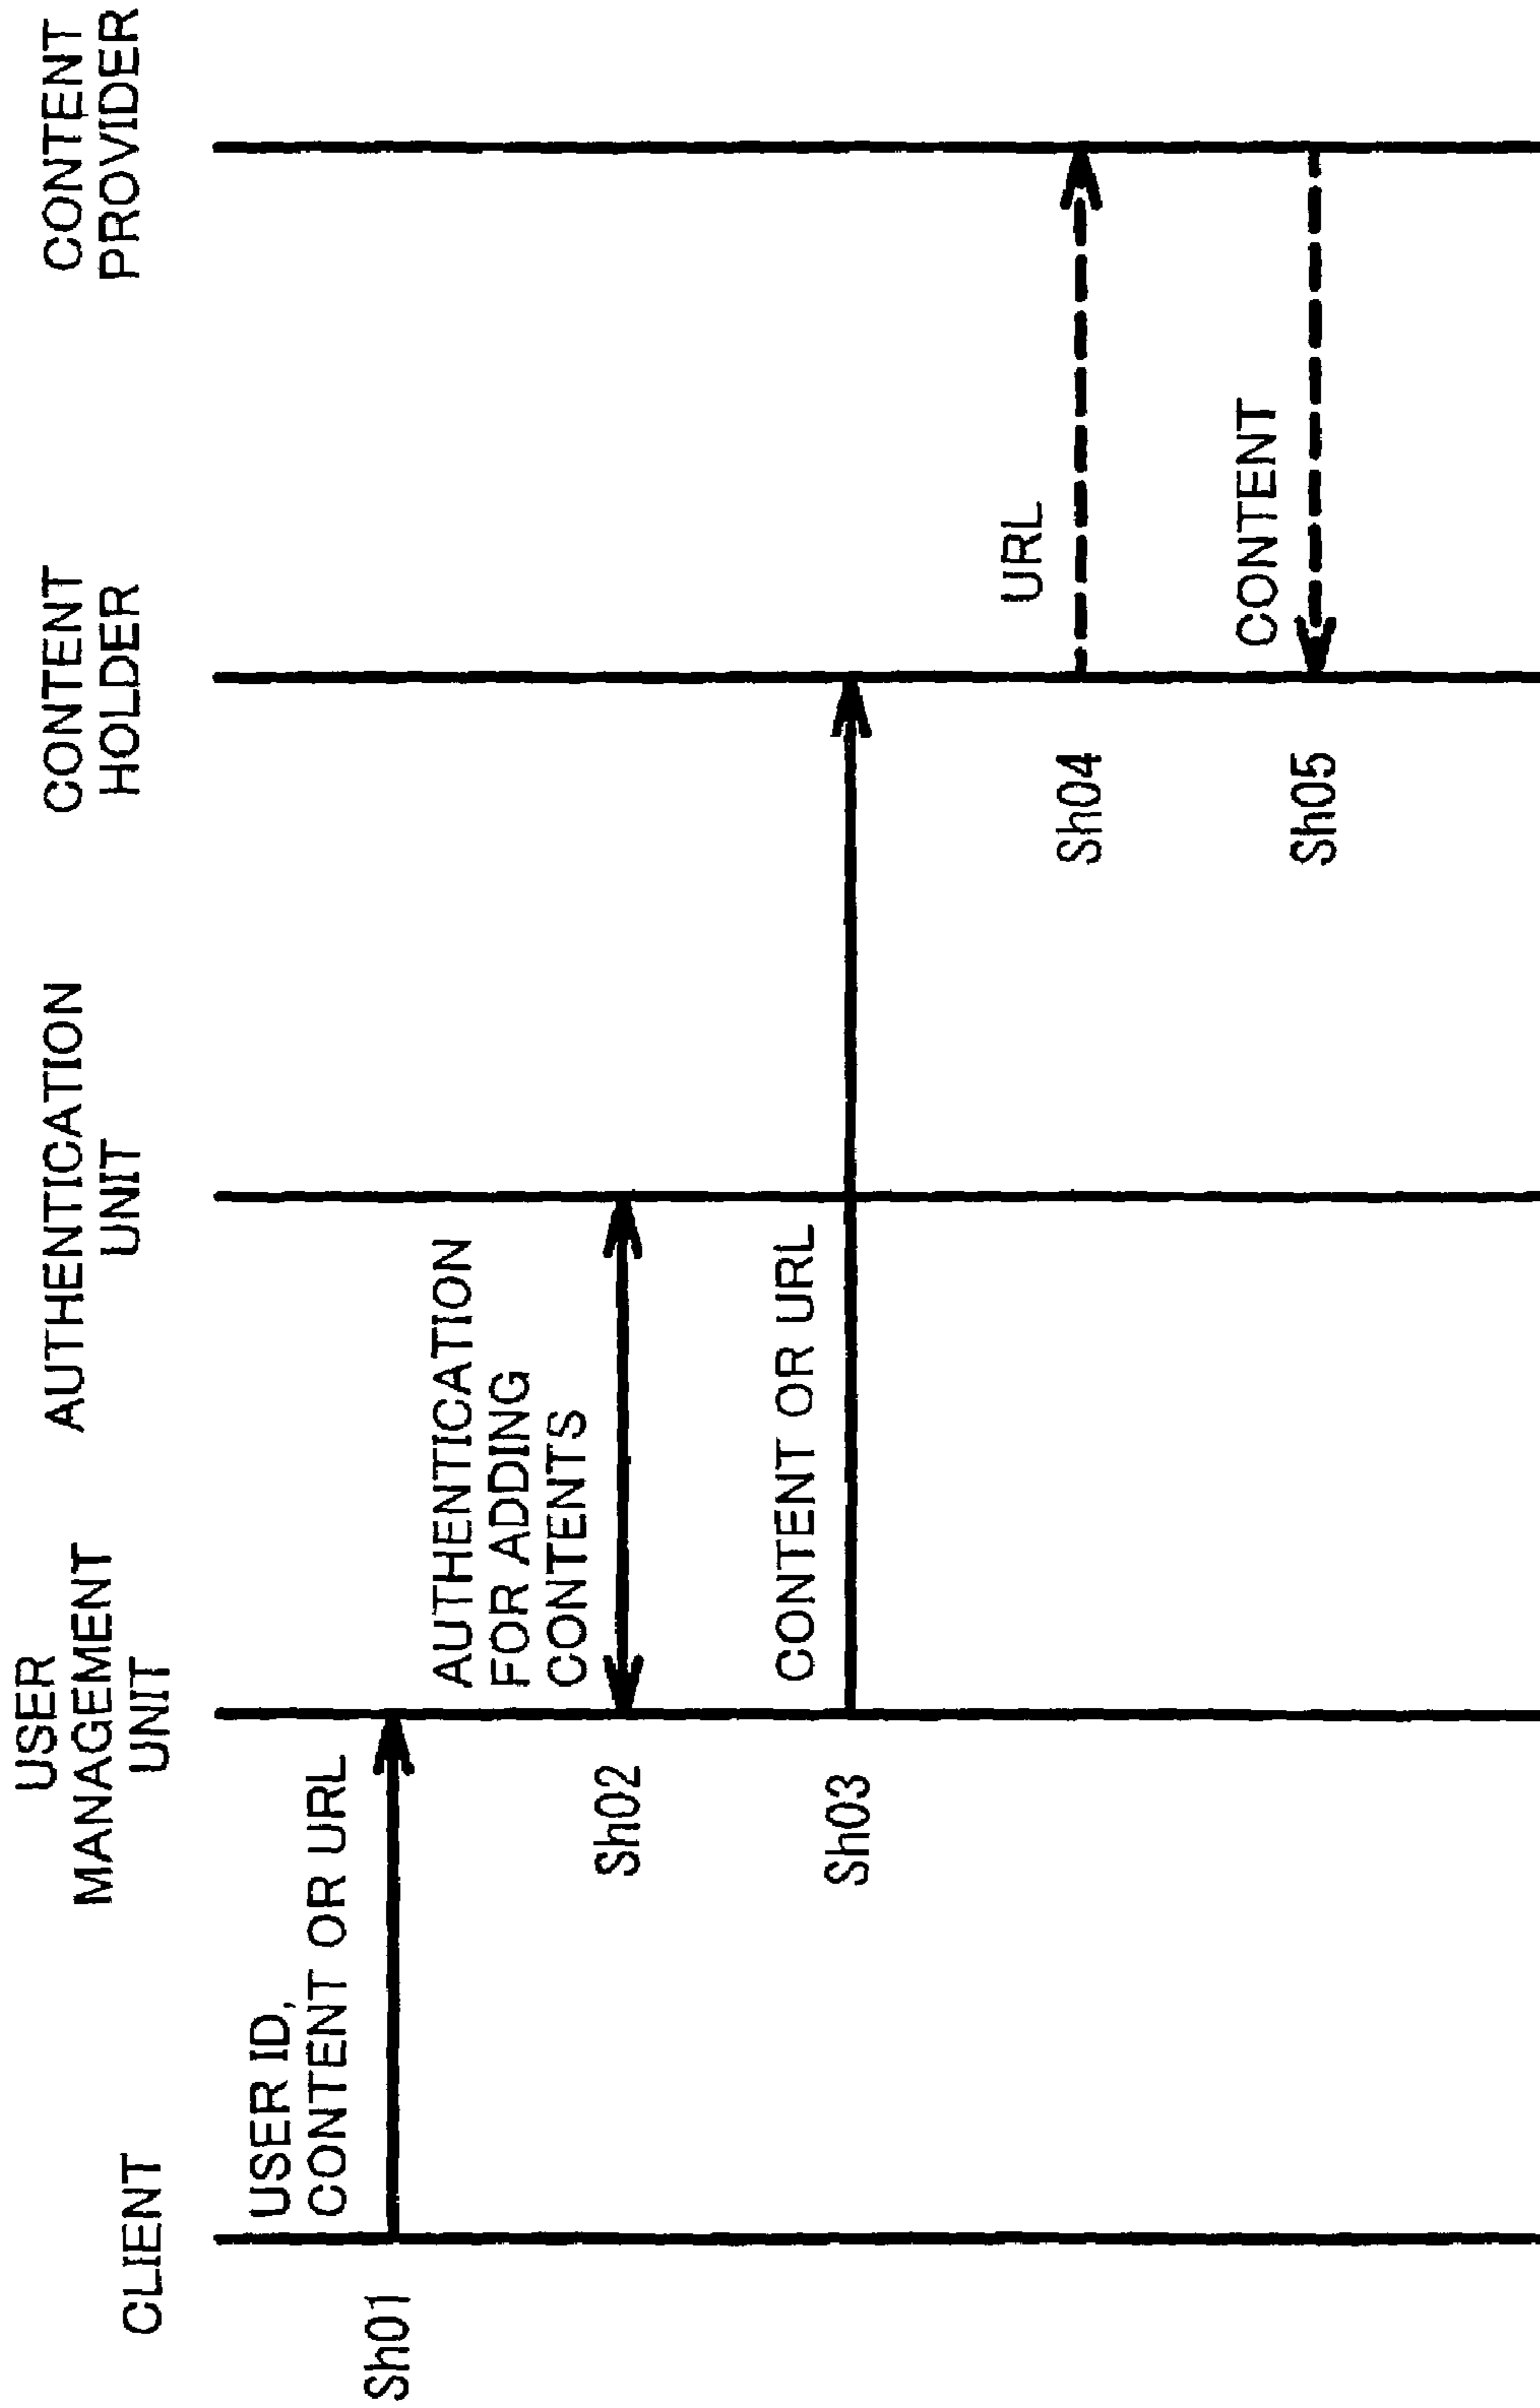 CLIENT
USER
MANAGEMENT
UNIT
AUTHENTICATION
UNIT
CONTENT
HOLDER
CONTENT
PROVIDER
Sh01
USER ID,
CONTENT OR URL
Sh02
AUTHENTICATION
FOR ADDING
CONTENTS
Sh03
CONTENT OR URL
Sh04
URL
Sh05
CONTENT